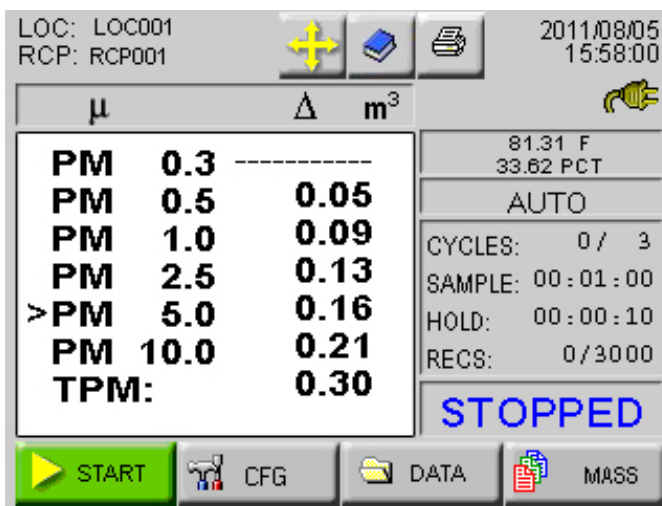 LOC: LOC001
RCP: RCP001
2011/08/05
15:58:00
μ Δ m³
PM 0.3 -----------
PM 0.5 0.05
PM 1.0 0.09
PM 2.5 0.13
>PM 5.0 0.16
PM 10.0 0.21
TPM: 0.30
81.31 F
33.62 PCT
AUTO
CYCLES: 0/ 3
SAMPLE: 00:01:00
HOLD: 00:00:10
RECS: 0/3000
STOPPED
START CFG DATA MASS